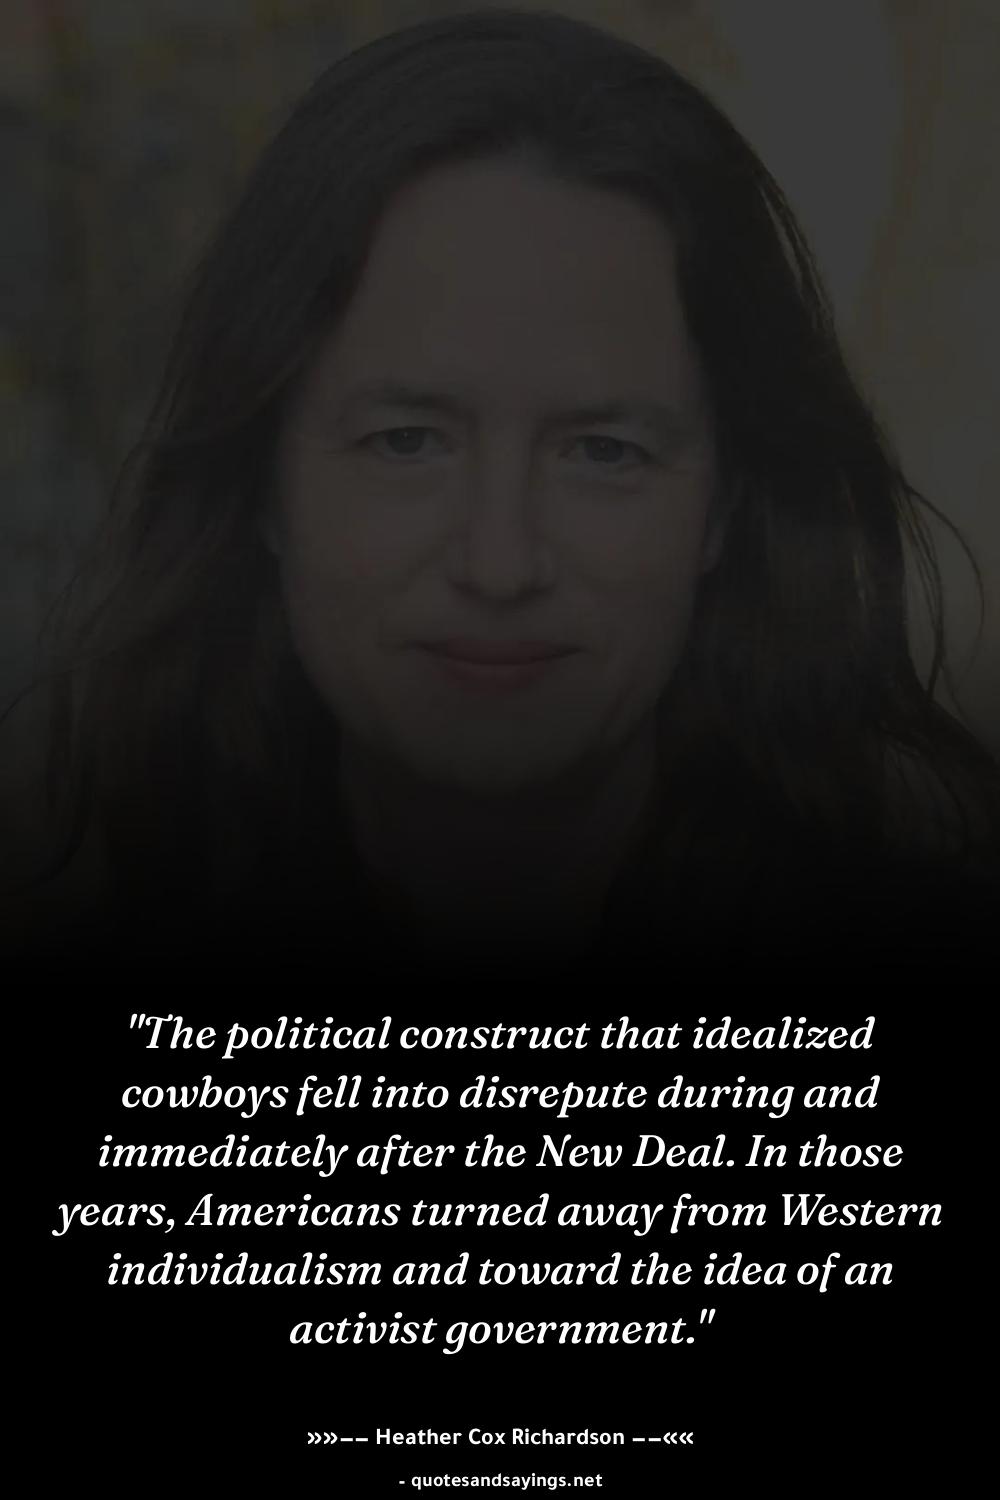 "The political construct that idealized
cowboys fell into disrepute during and
immediately after the New Deal. In those
years, Americans turned away from Western
individualism and toward the idea of an
activist government."
»»–– Heather Cox Richardson ––««
- quotesandsayings.net